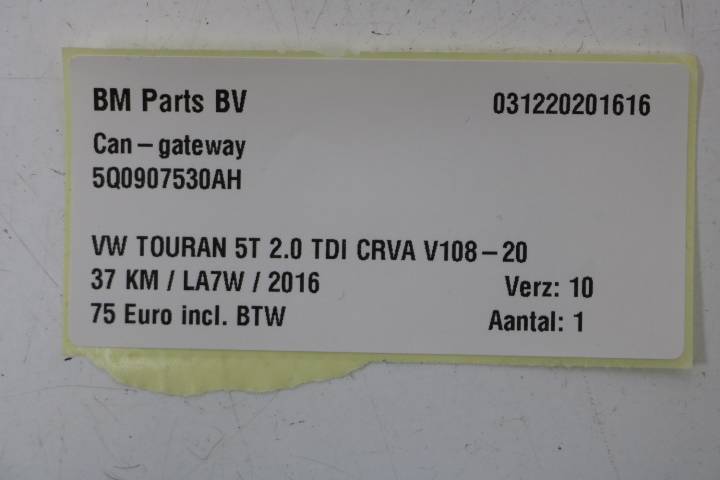 BM Parts BV 031220201616
Can-gateway
5Q0907530AH
VW TOURAN 5T 2.0 TDI CRVA V108-20
37 KM / LA7W / 2016 Verz: 10
75 Euro incl. BTW Aantal: 1